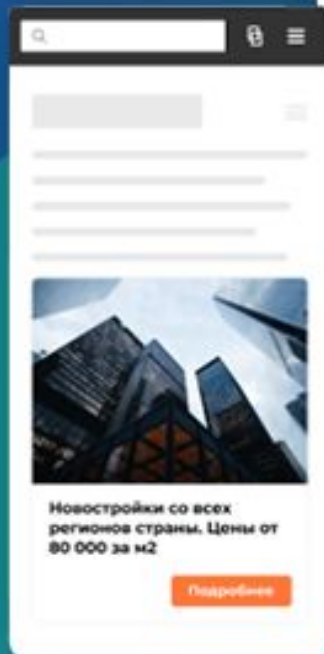 Новостройки со всех
регионов страны. Цены от
80 000 за м2
Подробнее